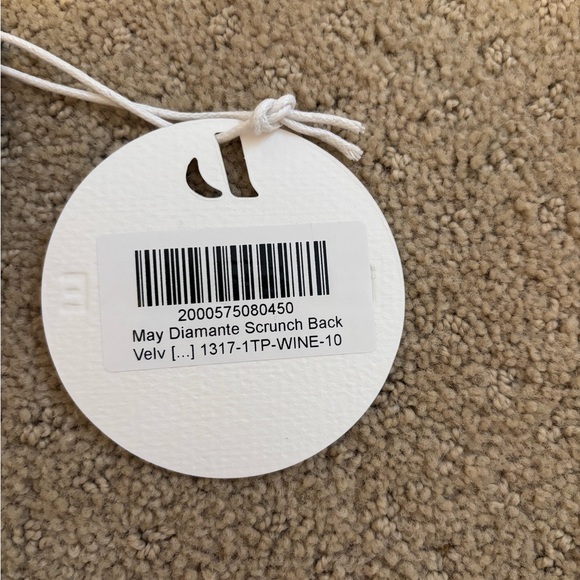 2000575080450
May Diamante Scrunch Back
Velv [...] 1317-1TP-WINE-10